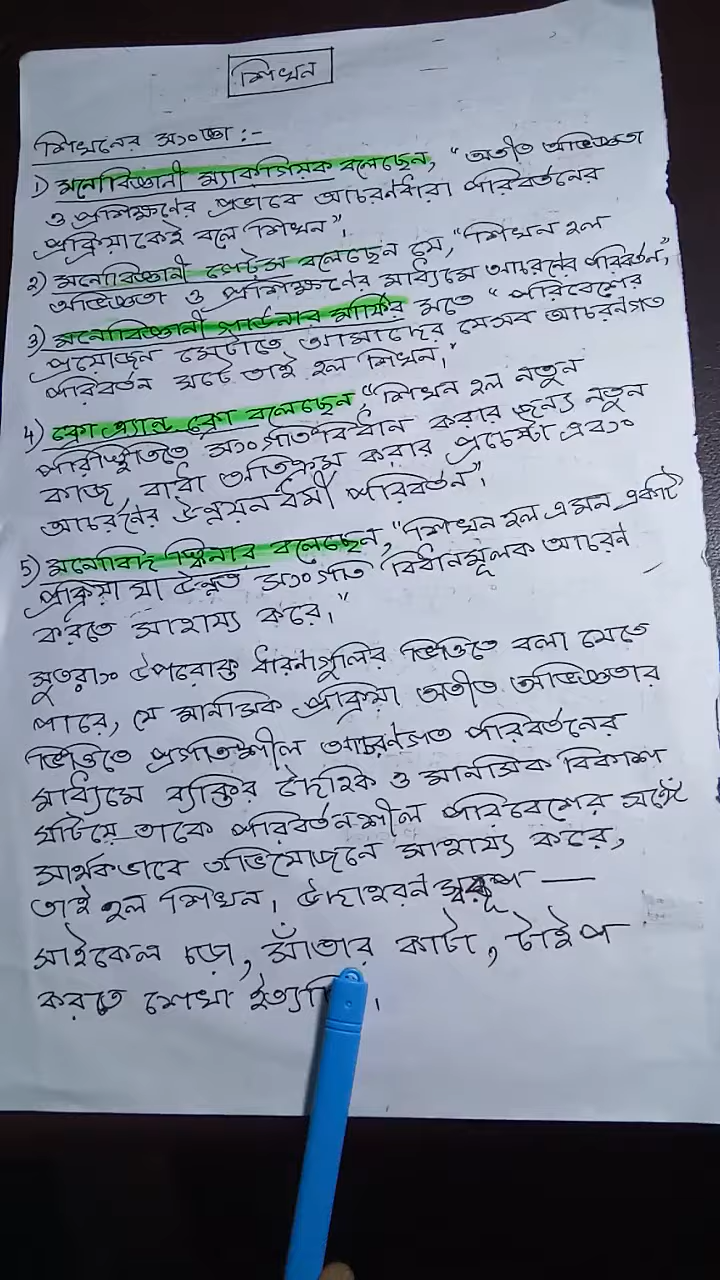 শিখন
শিখনের সংজ্ঞা :-
১) মনোবিজ্ঞানী ম্যাকগিয়ক বলেছেন, “অতীত অভিজ্ঞতা
ও প্রশিক্ষণের প্রভাবে আচরণধারা পরিবর্তনের
প্রক্রিয়াকেই বলে শিখন”।
২) মনোবিজ্ঞানী গেটস বলেছেন যে, “শিখন হল
অভিজ্ঞতা ও প্রশিক্ষণের মাধ্যমে আচরণের পরিবর্তন”,
৩) মনোবিজ্ঞানী গার্ডনার মার্ফির মতে “পরিবেশের
প্রয়োজন মেটাতে আমাদের যেসব আচরণগত
পরিবর্তন ঘটে তাই হল শিখন।”
৪) ক্রো এ্যান্ড ক্রো বলেছেন, “শিখন হল নতুন
পরিস্থিতিতে সংগতিবিধান করার জন্যে নতুন
কাজ, বাধা অতিক্রম করার প্রচেষ্টা এবং
আচরণের উন্নয়ন ধর্মী পরিবর্তন”।
৫) মনোবিদ স্কিনার বলেছেন, “শিখন হল এমন একটি
প্রক্রিয়া যা উন্নত সংগতি বিধানমূলক আচরণ
করতে সাহায্য করে।”
সুতরাং উপরোক্ত ধারনাগুলির ভিত্তিতে বলা যেতে
পারে, যে মানসিক প্রক্রিয়া অতীত অভিজ্ঞতার
ভিত্তিতে প্রগতিশীল আচরণগত পরিবর্তনের
মাধ্যমে ব্যক্তির দৈহিক ও মানসিক বিকাশ
ঘটিয়ে তাকে পরিবর্তনশীল পরিবেশের সঙ্গে
সার্থকভাবে অভিযোজনে সাহায্য করে,
তাই হল শিখন। উদাহরন স্বরূপ —
সাইকেল চড়া, সাঁতার কাটা, টাইপ
করতে শেখা ইত্যাদি।